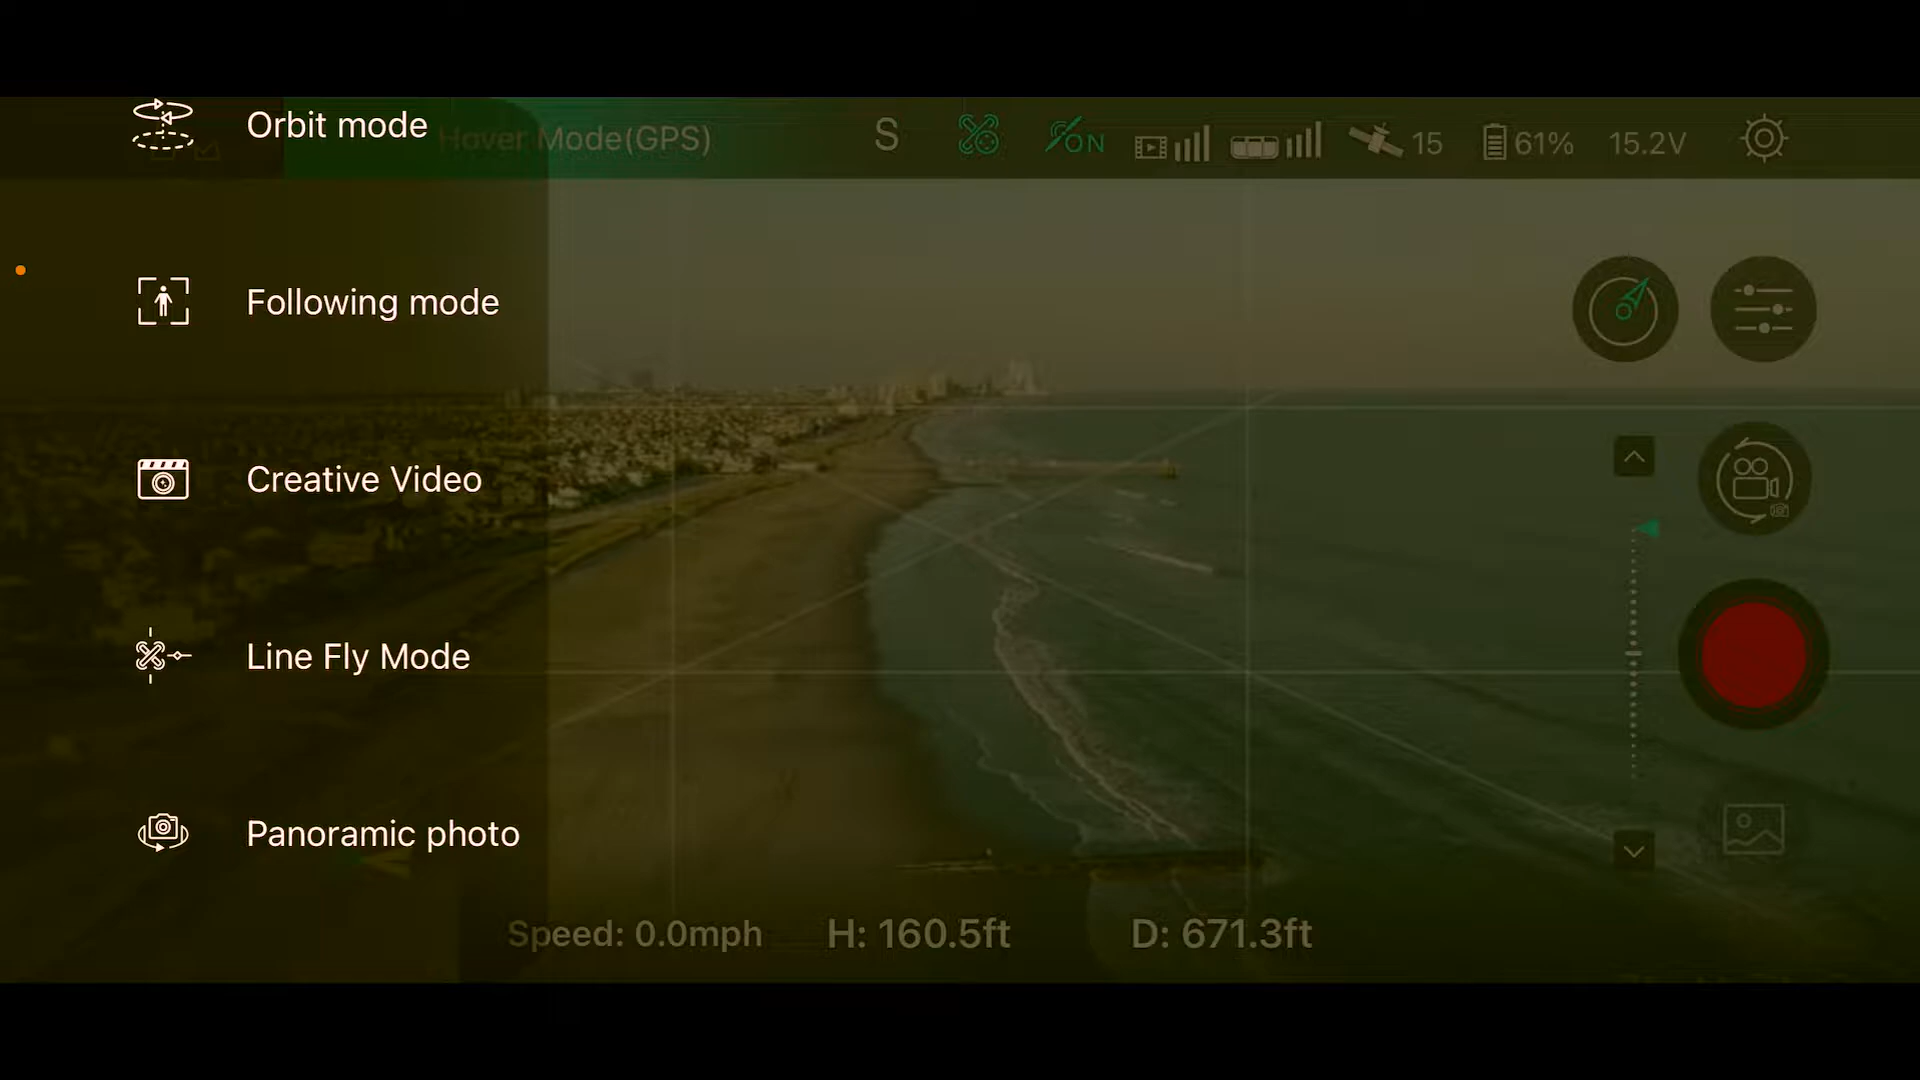 Orbit mode
Hover Mode(GPS)
S
ON
15
61%
15.2V
Following mode
Creative Video
Line Fly Mode
Panoramic photo
Speed: 0.0mph
H: 160.5ft
D: 671.3ft